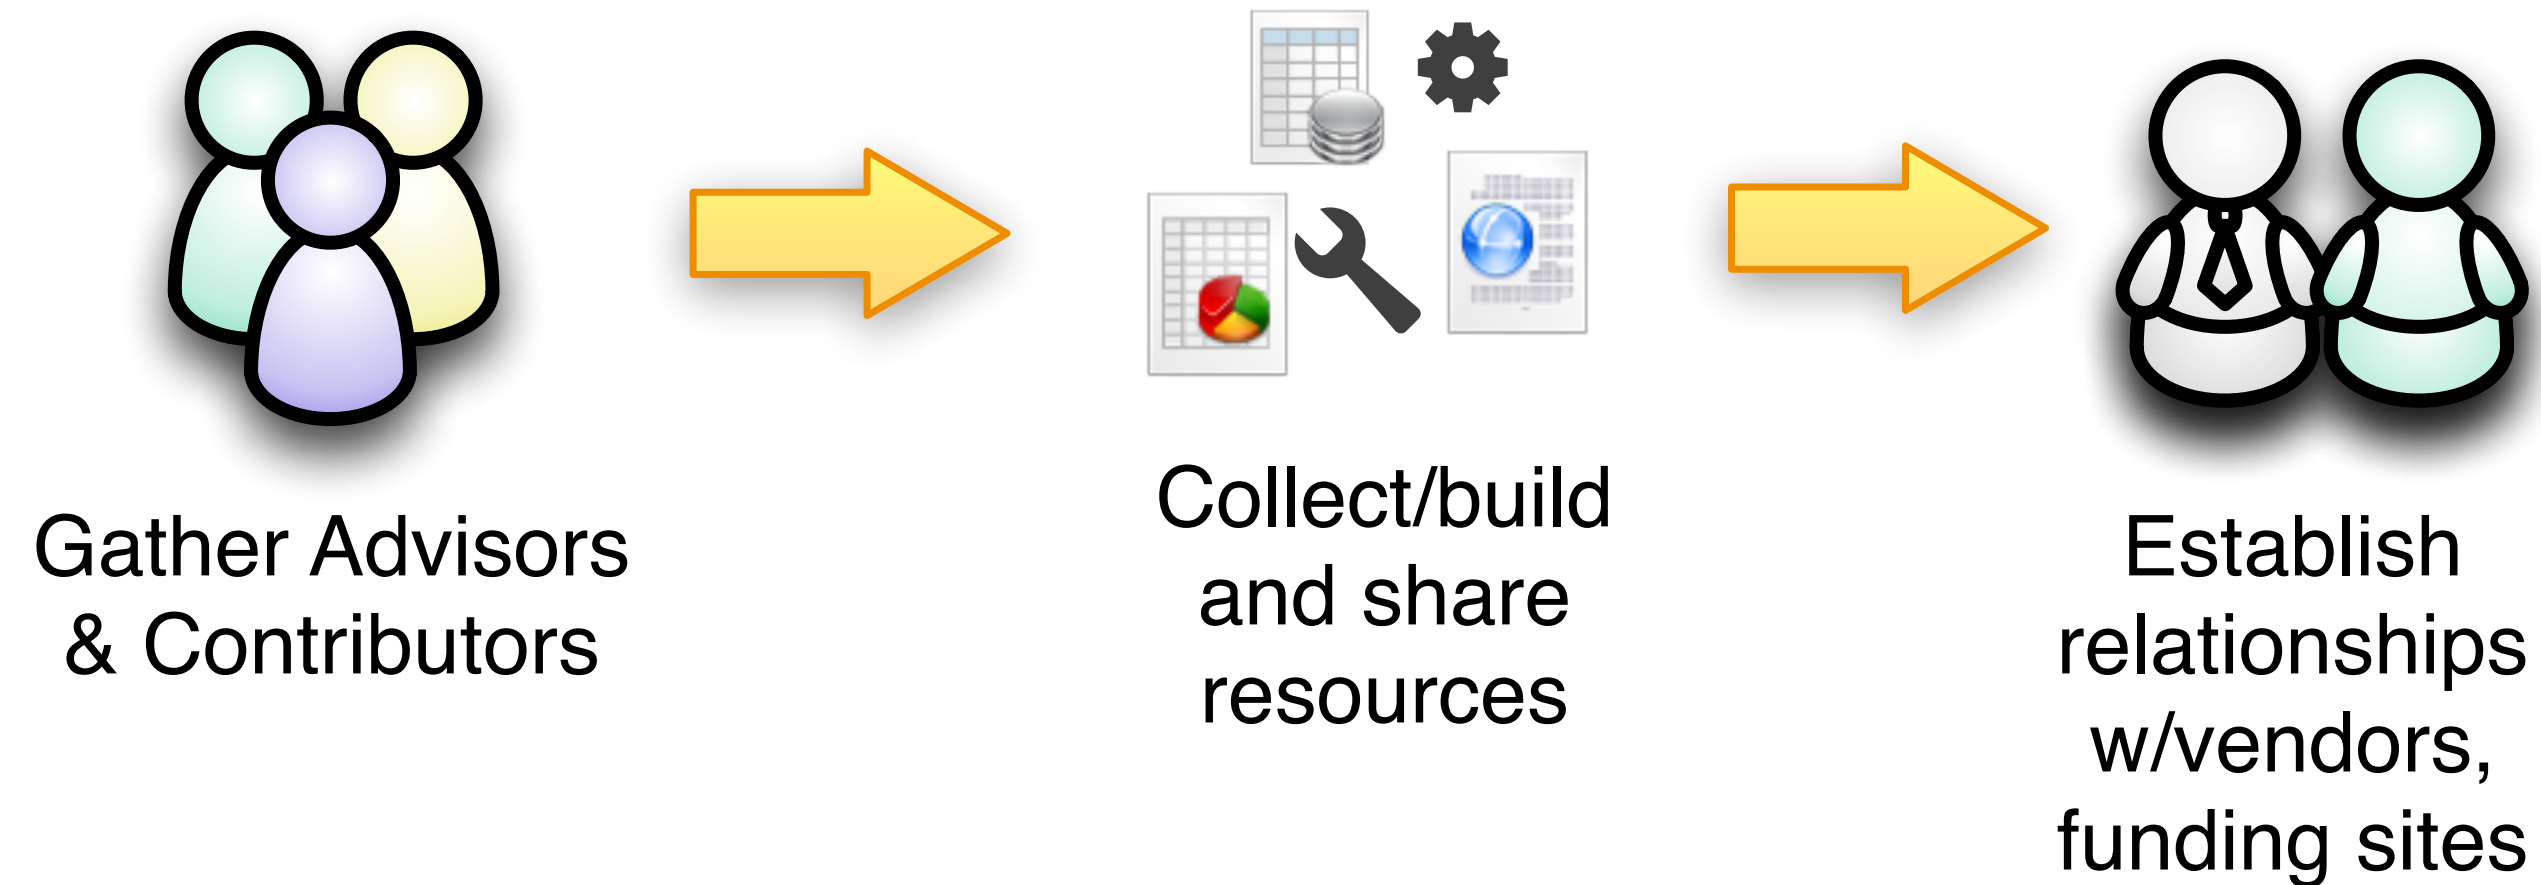 Gather Advisors
& Contributors
Collect/build
and share
resources
Establish
relationships
w/vendors,
funding sites